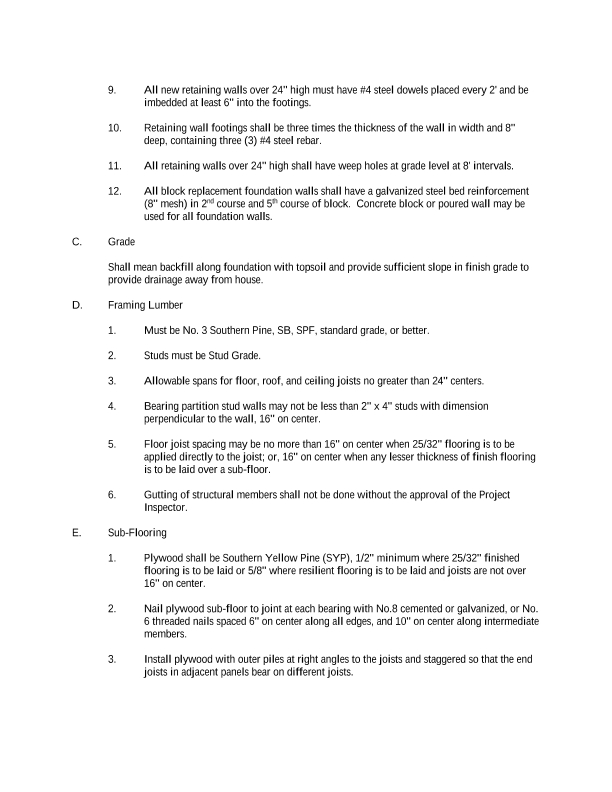 9. All new retaining walls over 24" high must have #4 steel dowels placed every 2' and be
imbedded at least 6" into the footings.
10. Retaining wall footings shall be three times the thickness of the wall in width and 8"
deep, containing three (3) #4 steel rebar.
11. All retaining walls over 24" high shall have weep holes at grade level at 8' intervals.
12. All block replacement foundation walls shall have a galvanized steel bed reinforcement
(8" mesh) in 2nd course and 5th course of block. Concrete block or poured wall may be
used for all foundation walls.
C. Grade
Shall mean backfill along foundation with topsoil and provide sufficient slope in finish grade to
provide drainage away from house.
D. Framing Lumber
1. Must be No. 3 Southern Pine, SB, SPF, standard grade, or better.
2. Studs must be Stud Grade.
3. Allowable spans for floor, roof, and ceiling joists no greater than 24" centers.
4. Bearing partition stud walls may not be less than 2" x 4" studs with dimension
perpendicular to the wall, 16" on center.
5. Floor joist spacing may be no more than 16" on center when 25/32" flooring is to be
applied directly to the joist; or, 16" on center when any lesser thickness of finish flooring
is to be laid over a sub-floor.
6. Gutting of structural members shall not be done without the approval of the Project
Inspector.
E. Sub-Flooring
1. Plywood shall be Southern Yellow Pine (SYP), 1/2" minimum where 25/32" finished
flooring is to be laid or 5/8" where resilient flooring is to be laid and joists are not over
16" on center.
2. Nail plywood sub-floor to joint at each bearing with No.8 cemented or galvanized, or No.
6 threaded nails spaced 6" on center along all edges, and 10" on center along intermediate
members.
3. Install plywood with outer piles at right angles to the joists and staggered so that the end
joists in adjacent panels bear on different joists.